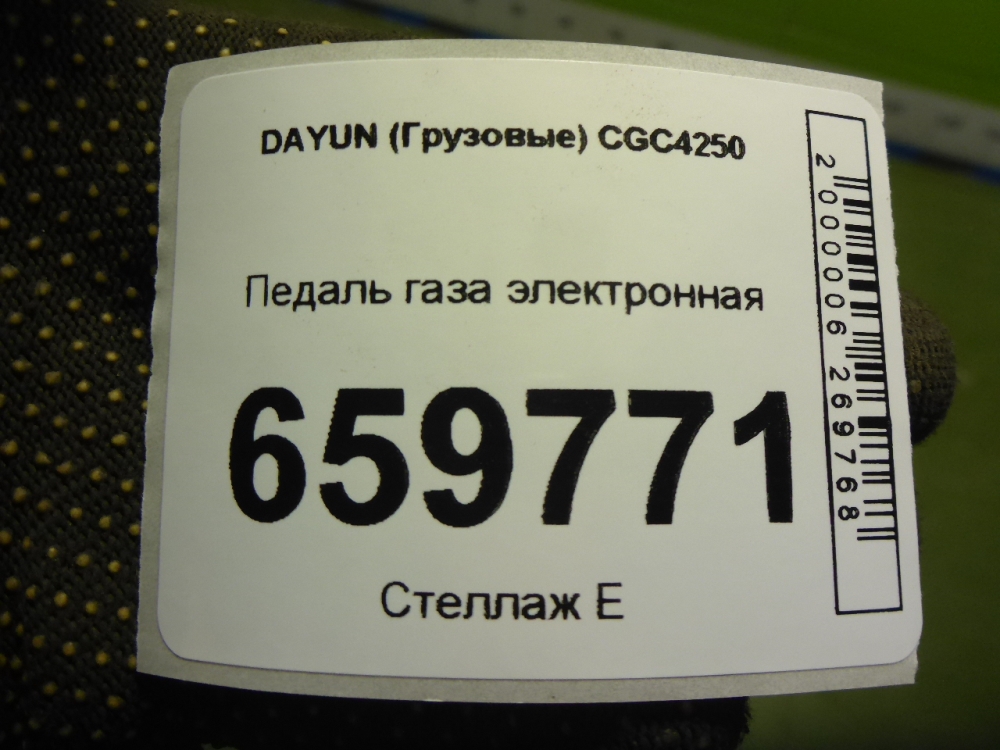 DAYUN (Грузовые) CGC4250
Педаль газа электронная
659771
Стеллаж E
2000006269768